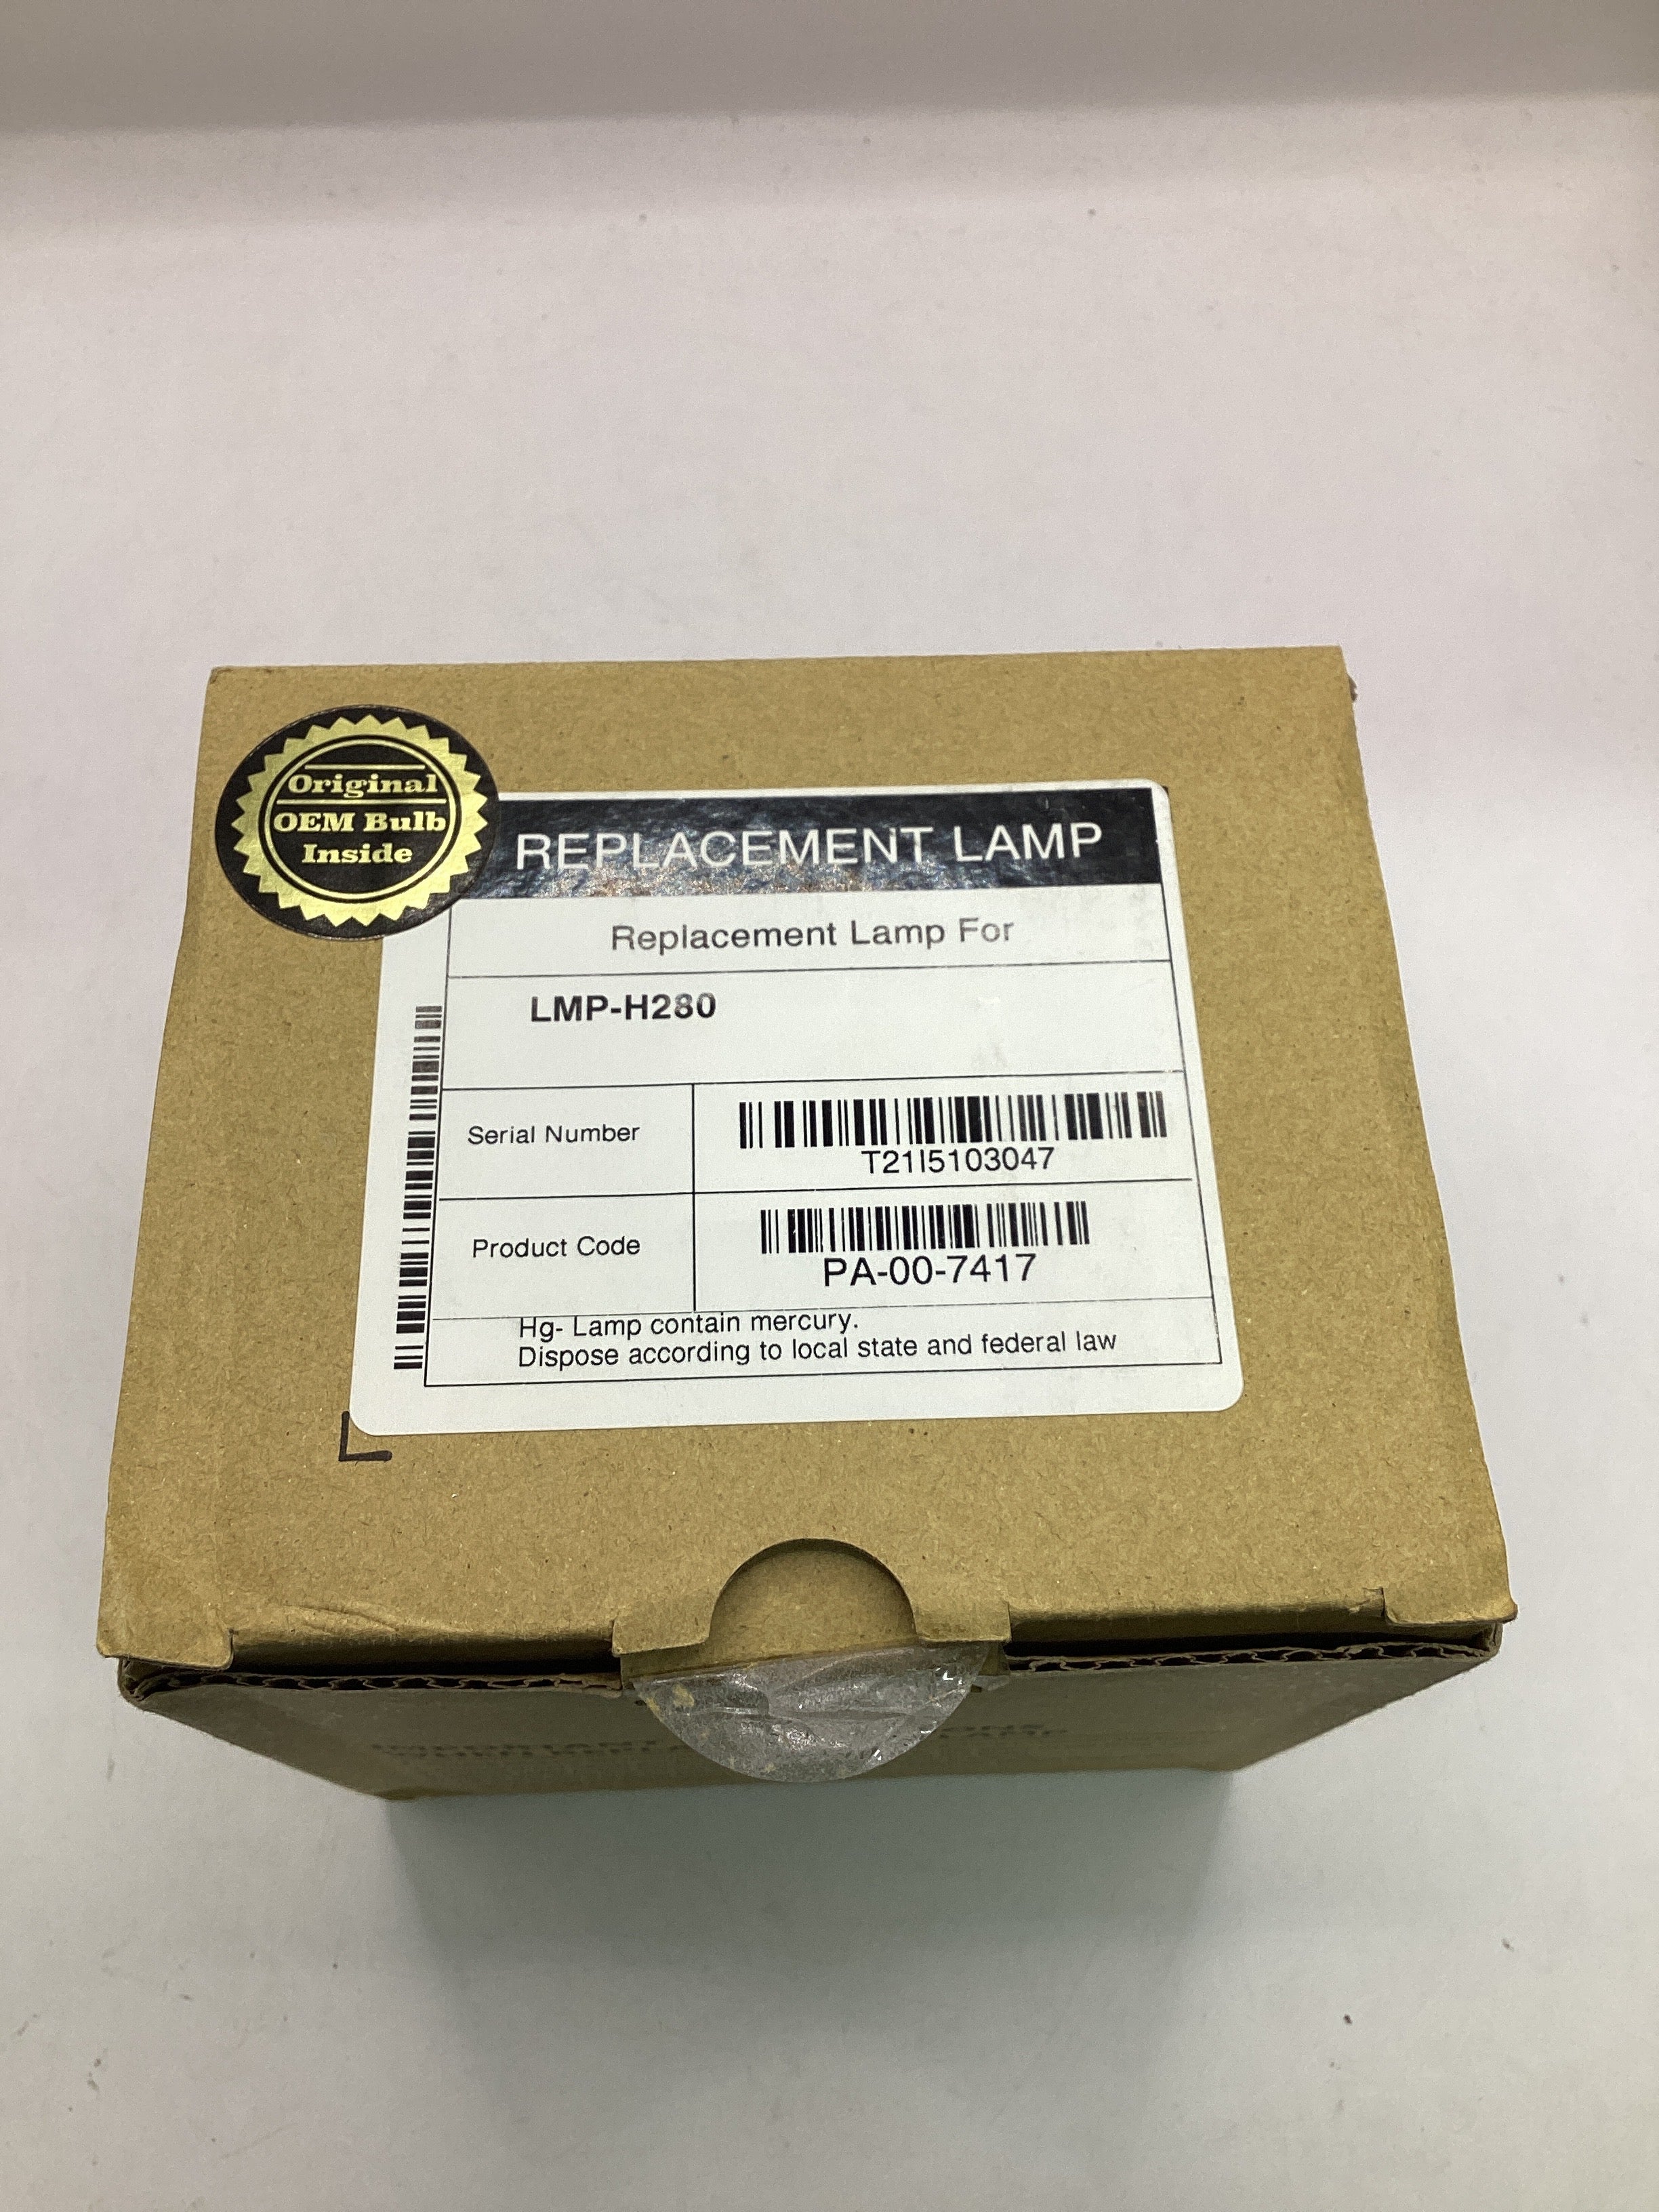 Original
OEM Bulb
Inside
REPLACEMENT LAMP
Replacement Lamp For
LMP-H280
Serial Number
T21I5103047
Product Code
PA-00-7417
Hg- Lamp contain mercury.
Dispose according to local state and federal law
IMPORTANT